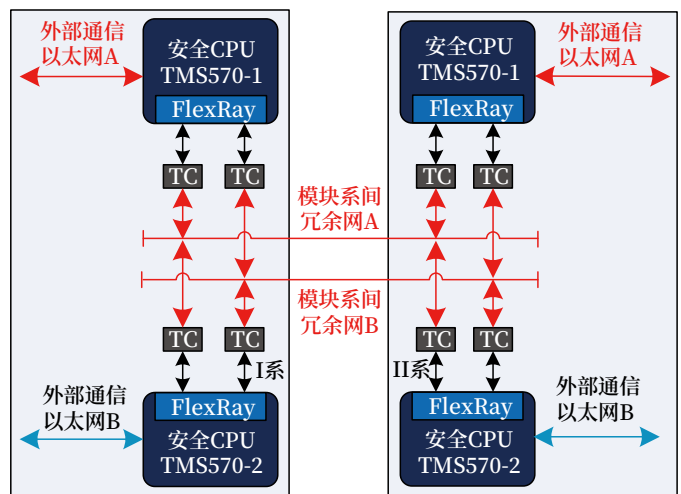 外部通信
以太网A
安全CPU
TMS570-1
FlexRay
安全CPU
TMS570-1
FlexRay
外部通信
以太网A
TC
TC
TC
TC
模块系间
冗余网A
模块系间
冗余网B
TC
TC
TC
TC
I系
II系
外部通信
以太网B
FlexRay
安全CPU
TMS570-2
FlexRay
安全CPU
TMS570-2
外部通信
以太网B